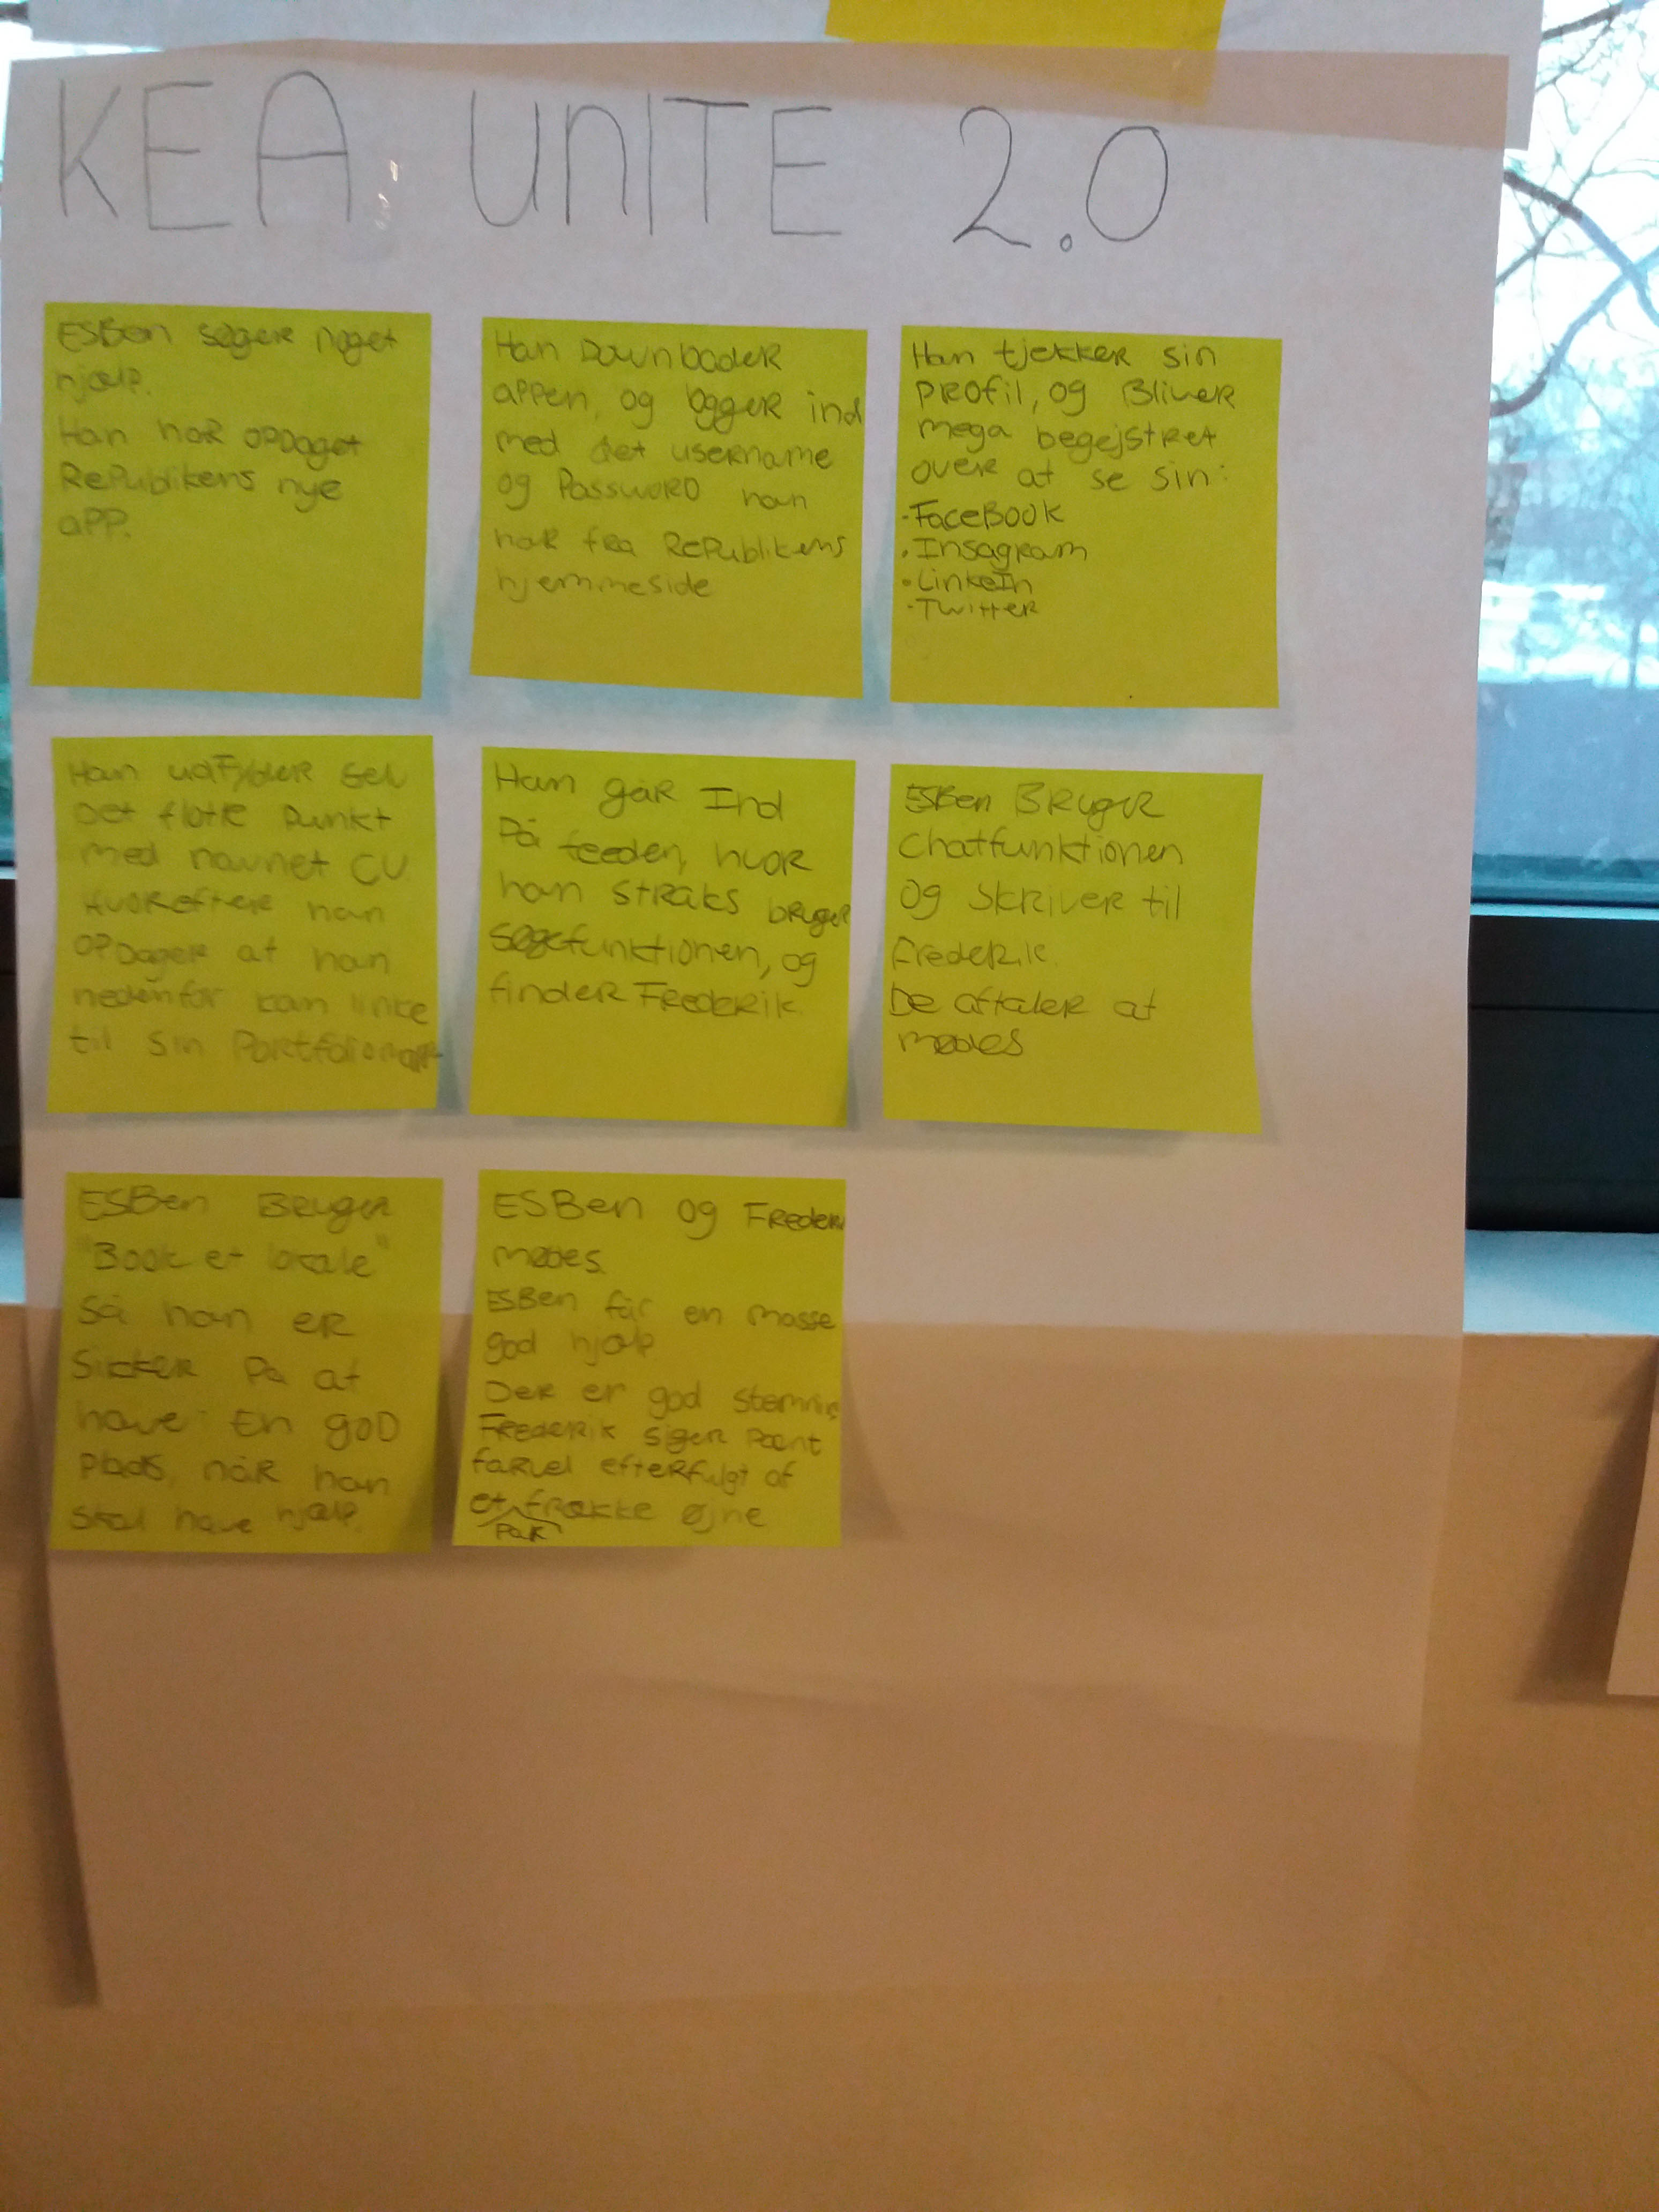 KEA UNITE 2.0
ESBen søger noget
hjælp.
Han har opdaget
Republikens nye
app.
Han Downloader
appen, og logger ind
med det username
og Password han
har fra Republikens
hjemmeside
Han tjekker sin
profil, og Bliver
mega begejstret
over at se sin:
-FaceBook
.Insagram
•LinkeIn
-Twitter
Han udfylder selv
Det flotte punkt
med navnet CV.
Hvorefter han
opdager at han
nedenfor kan linke
til sin
Han går Ind
På feeden, hvor
han straks bruger
søgefunktionen, og
finder Frederik
ESBen Bruger
Chatfunktionen
og skriver til
Frederik.
De aftaler at
mødes
ESBen Bruger
"Book et lokale"
så han er
sikker på at
have En god
plads, når han
skal have hjælp.
ESBen og Frederi
mødes.
ESBen får en masse
god hjælp
Der er god
Frederik siger pænt
farvel efterfulgt af
et par frække øjne